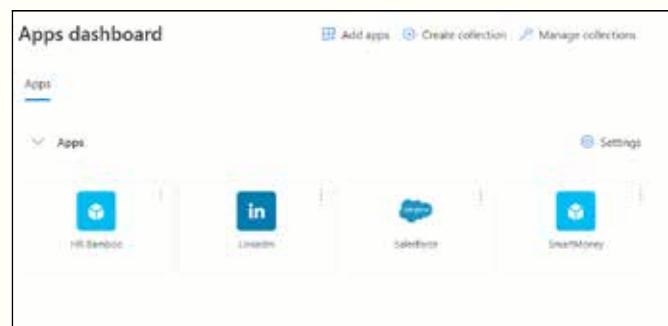 Apps dashboard
Add apps Create collection Manage collections
Apps
Apps
Settings
in
HR Bamboo LinkedIn Salesforce SmartMoney